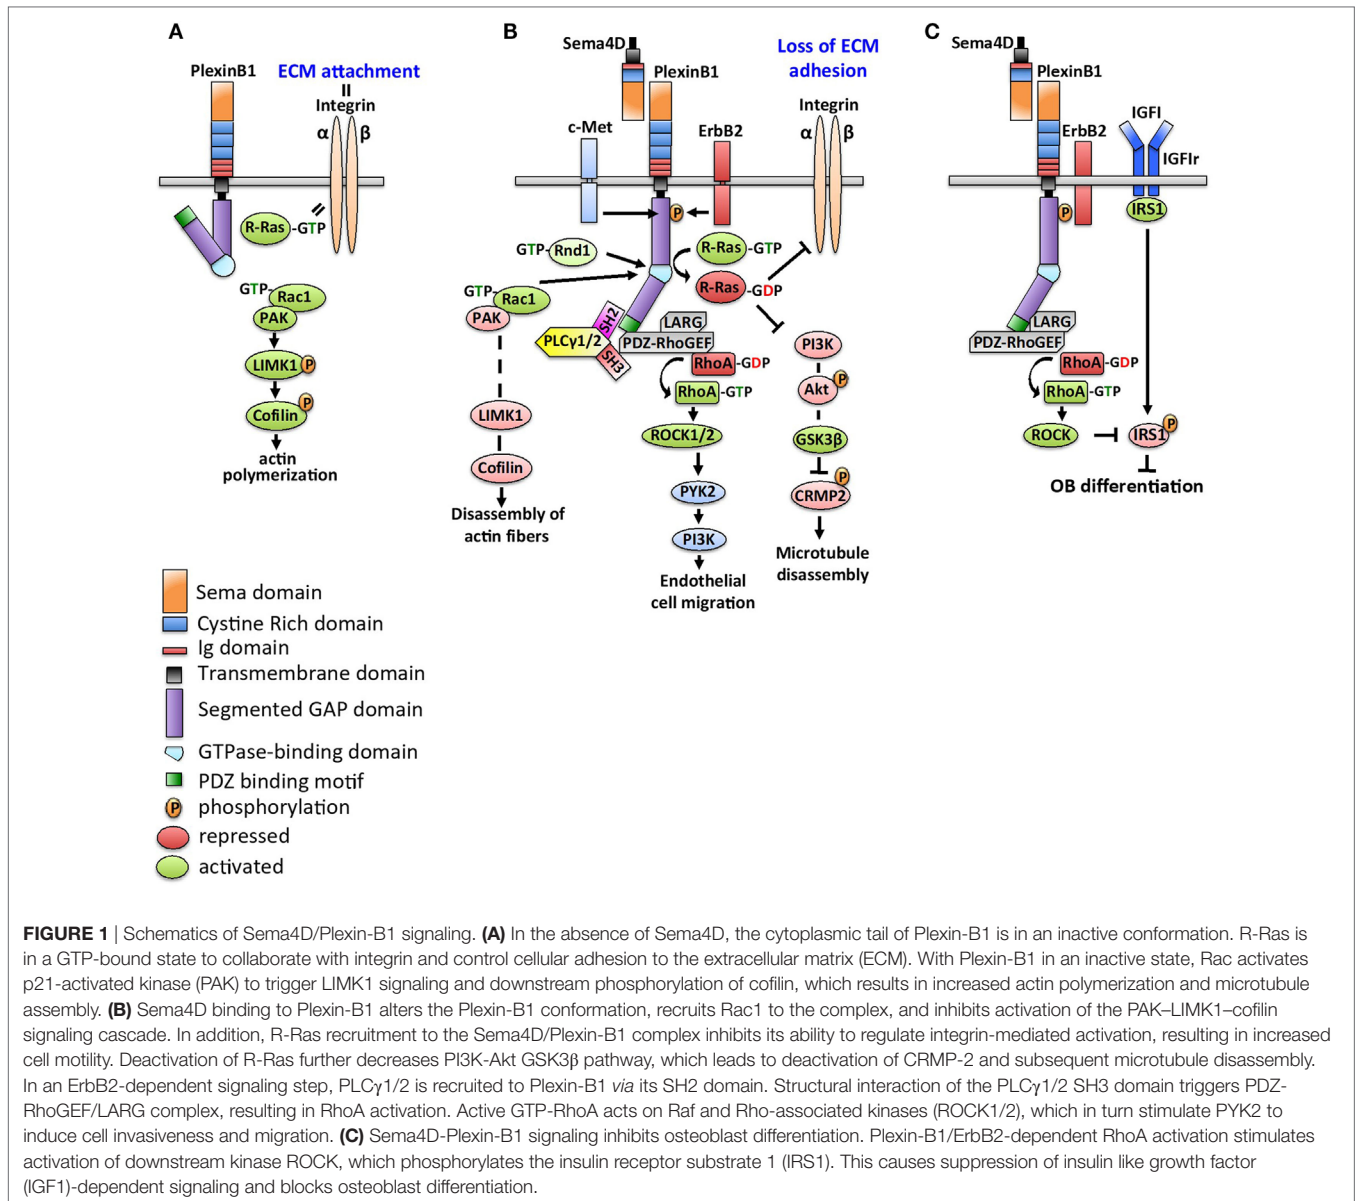 A
PlexinB1
ECM attachment
=
Integrin
α
β
R-Ras
-GTP
=
GTP-
Rac1
PAK
LIMK1
P
Cofilin
P
actin
polymerization
B
Sema4D
PlexinB1
Loss of ECM
adhesion
c-Met
ErbB2
Integrin
α
β
P
GTP-
Rnd1
R-Ras
-GTP
R-Ras
-GDP
GTP-
Rac1
PAK
SH2
PLCγ1/2
SH3
LARG
PDZ-RhoGEF
RhoA
-GDP
RhoA
-GTP
PI3K
Akt
P
LIMK1
ROCK1/2
GSK3β
Cofilin
PYK2
P
CRMP2
Disassembly of
actin fibers
PI3K
Microtubule
disassembly
Endothelial
cell migration
C
Sema4D
PlexinB1
ErbB2
IGFI
IGFIr
IRS1
P
LARG
PDZ-RhoGEF
RhoA
-GDP
RhoA
-GTP
ROCK
IRS1
P
OB differentiation
Sema domain
Cystine Rich domain
Ig domain
Transmembrane domain
Segmented GAP domain
GTPase-binding domain
PDZ binding motif
P
phosphorylation
repressed
activated
FIGURE 1 | Schematics of Sema4D/Plexin-B1 signaling. (A) In the absence of Sema4D, the cytoplasmic tail of Plexin-B1 is in an inactive conformation. R-Ras is
in a GTP-bound state to collaborate with integrin and control cellular adhesion to the extracellular matrix (ECM). With Plexin-B1 in an inactive state, Rac activates
p21-activated kinase (PAK) to trigger LIMK1 signaling and downstream phosphorylation of cofilin, which results in increased actin polymerization and microtubule
assembly. (B) Sema4D binding to Plexin-B1 alters the Plexin-B1 conformation, recruits Rac1 to the complex, and inhibits activation of the PAK–LIMK1–cofilin
signaling cascade. In addition, R-Ras recruitment to the Sema4D/Plexin-B1 complex inhibits its ability to regulate integrin-mediated activation, resulting in increased
cell motility. Deactivation of R-Ras further decreases PI3K-Akt GSK3β pathway, which leads to deactivation of CRMP-2 and subsequent microtubule disassembly.
In an ErbB2-dependent signaling step, PLCγ1/2 is recruited to Plexin-B1 via its SH2 domain. Structural interaction of the PLCγ1/2 SH3 domain triggers PDZ-
RhoGEF/LARG complex, resulting in RhoA activation. Active GTP-RhoA acts on Raf and Rho-associated kinases (ROCK1/2), which in turn stimulate PYK2 to
induce cell invasiveness and migration. (C) Sema4D-Plexin-B1 signaling inhibits osteoblast differentiation. Plexin-B1/ErbB2-dependent RhoA activation stimulates
activation of downstream kinase ROCK, which phosphorylates the insulin receptor substrate 1 (IRS1). This causes suppression of insulin like growth factor
(IGF1)-dependent signaling and blocks osteoblast differentiation.